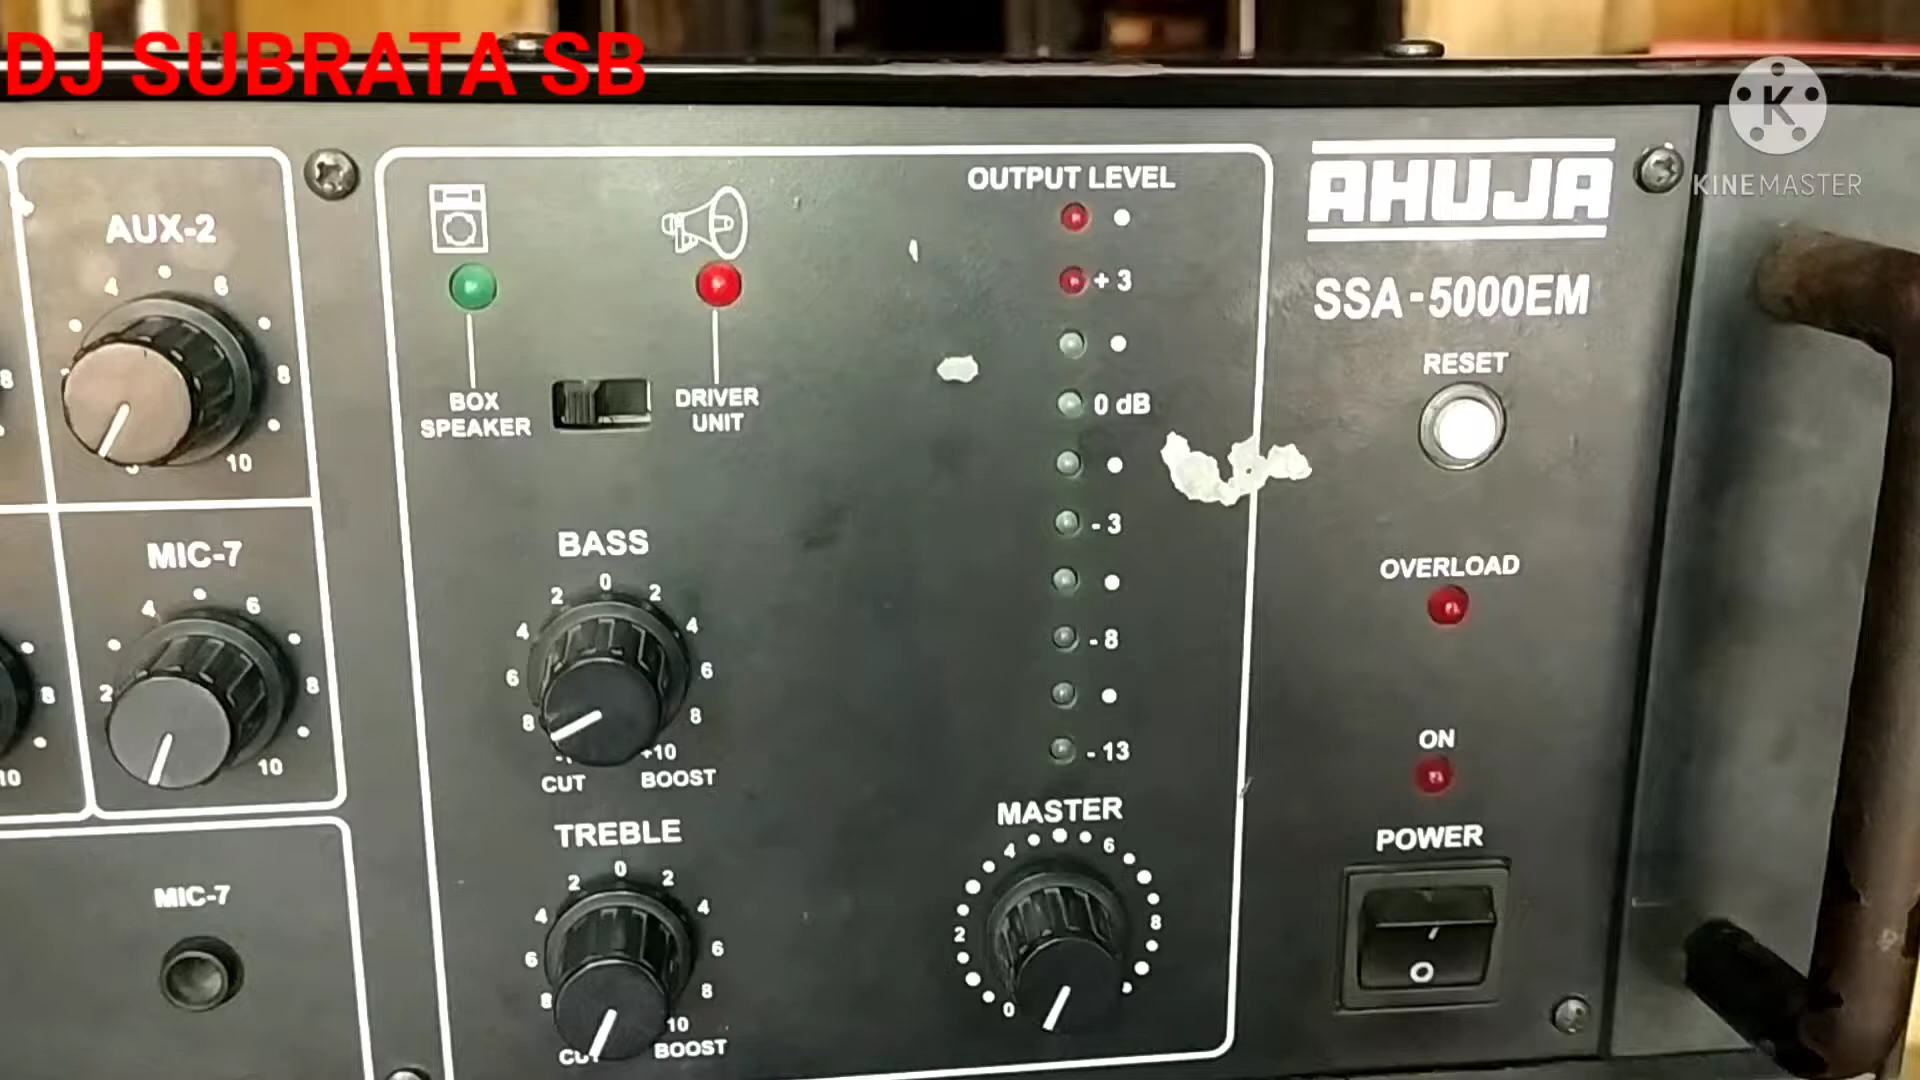 DJ SUBRATA SB
KINEMASTER
AHUJA
SSA-5000EM
AUX-2
4
6
8
10
8
MIC-7
2
4
6
8
10
8
10
MIC-7
BOX
SPEAKER
DRIVER
UNIT
BASS
0
2
2
4
4
6
6
8
8
+10
CUT
BOOST
TREBLE
0
2
2
4
4
6
6
8
8
10
BOOST
OUTPUT LEVEL
+ 3
0 dB
- 3
- 8
- 13
MASTER
0
2
4
6
8
RESET
OVERLOAD
ON
POWER